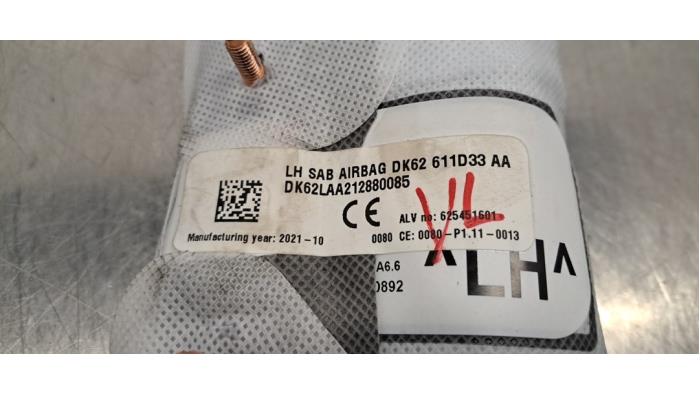 LH SAB AIRBAG DK62 611D33 AA
DK62LAA212880085
CE
ALV no: 625451601
Manufacturing year: 2021-10
0080 CE: 0080-P1.11-0013
VL
A6.6
0892
^LH^